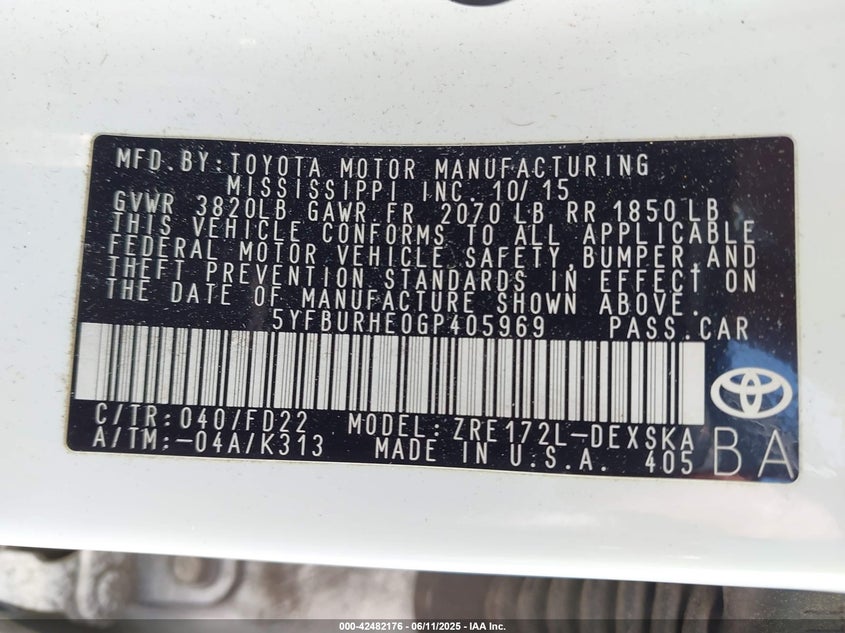 MFD.BY:TOYOTA MOTOR MANUFACTURING
MISSISSIPPI INC. 10/15
GVWR 3820LB GAWR FR 2070 LB RR 1850 LB
THIS VEHICLE CONFORMS TO ALL APPLICABLE
FEDERAL MOTOR VEHICLE SAFETY,BUMPER,AND
THEFT PREVENTION STANDARDS IN EFFECT ON
THE DATE OF MANUFACTURE SHOWN ABOVE.
5YFBURHE0GP405969 PASS.CAR
C/TR:040/FD22 MODEL:ZRE172L-DEXSKA
A/TM:-04A/K313 MADE IN U.S.A. 405 BA
000-42482176 - 06/11/2025 - IAA Inc.